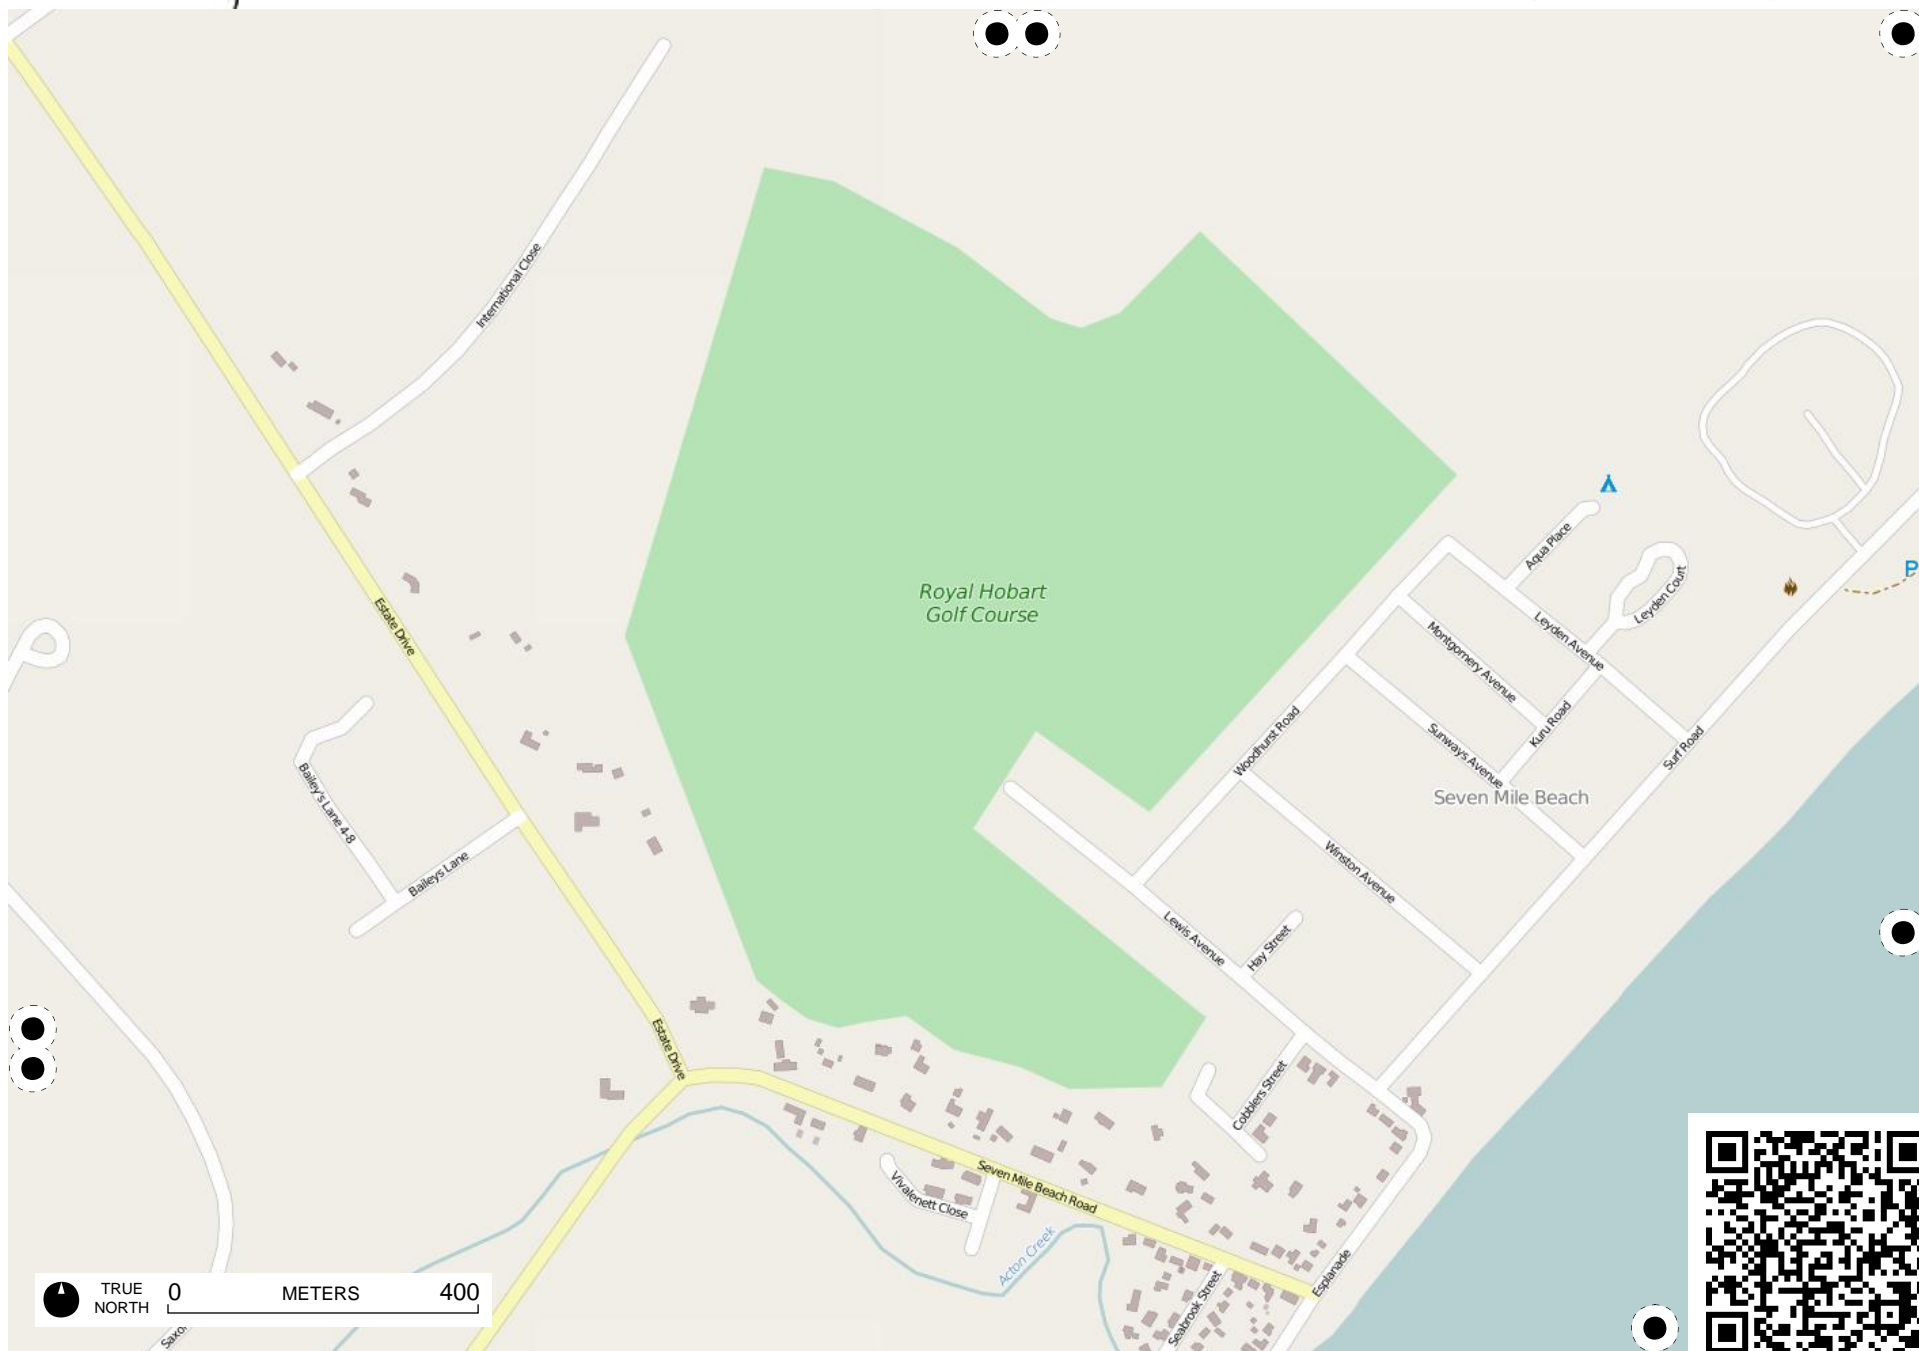 International Close
Estate Drive
Royal Hobart
Golf Course
Aqua Place
Leyden Court
Leyden Avenue
Montgomery Avenue
Kuru Road
Sunways Avenue
Woodhurst Road
Surf Road
P
Seven Mile Beach
Bailey's Lane 4-8
Baileys Lane
Winston Avenue
Lewis Avenue
Hay Street
Estate Drive
Cobblers Street
Seven Mile Beach Road
Vivalenett Close
Acton Creek
Esplanade
Seabrook Street
TRUE
NORTH
0 METERS 400